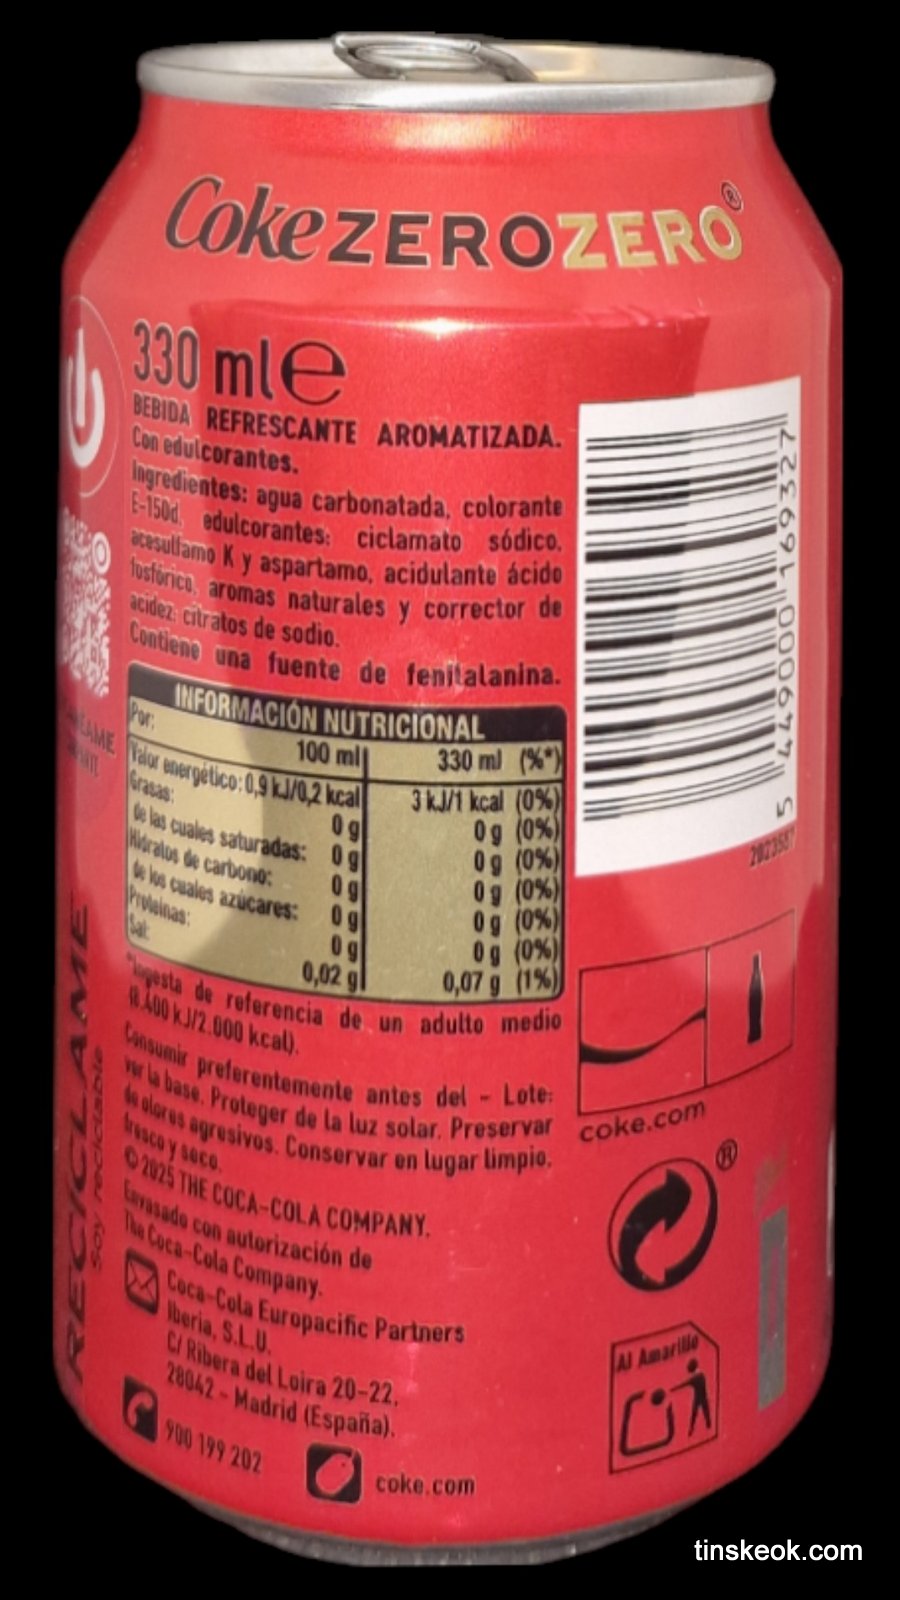 Coke ZEROZERO®
330 ml e
BEBIDA REFRESCANTE AROMATIZADA.
Con edulcorantes.
Ingredientes: agua carbonatada, colorante
E-150d, edulcorantes: ciclamato sódico,
acesulfamo K y aspartamo, acidulante ácido
fosfórico, aromas naturales y corrector de
acidez: citratos de sodio.
Contiene una fuente de fenilalanina.
INFORMACIÓN NUTRICIONAL
Por: 100 ml 330 ml (%*)
Valor energético: 0,9 kJ/0,2 kcal 3 kJ/1 kcal (0%)
Grasas: 0 g 0 g (0%)
de las cuales saturadas: 0 g 0 g (0%)
Hidratos de carbono: 0 g 0 g (0%)
de los cuales azúcares: 0 g 0 g (0%)
Proteínas: 0 g 0 g (0%)
Sal: 0,02 g 0,07 g (1%)
*Ingesta de referencia de un adulto medio
(8.400 kJ/2.000 kcal).
Consumir preferentemente antes del - Lote:
ver la base. Proteger de la luz solar. Preservar
de olores agresivos. Conservar en lugar limpio,
fresco y seco.
© 2025 THE COCA-COLA COMPANY.
Envasado con autorización de
The Coca-Cola Company.
Coca-Cola Europacific Partners
Iberia, S.L.U.
C/ Ribera del Loira 20-22,
28042 - Madrid (España).
900 199 202
coke.com
5 449000 169327
coke.com
®
Al Amarillo
RECÍCLAME
Soy reciclable
tinskeok.com